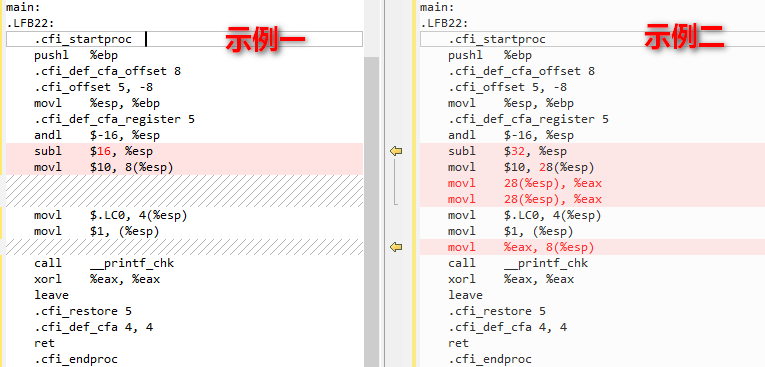 示例一
main:
.LFB22:
.cfi_startproc
pushl %ebp
.cfi_def_cfa_offset 8
.cfi_offset 5, -8
movl %esp, %ebp
.cfi_def_cfa_register 5
andl $-16, %esp
subl $16, %esp
movl $10, 8(%esp)
movl $.LC0, 4(%esp)
movl $1, (%esp)
call __printf_chk
xorl %eax, %eax
leave
.cfi_restore 5
.cfi_def_cfa 4, 4
ret
.cfi_endproc
示例二
main:
.LFB22:
.cfi_startproc
pushl %ebp
.cfi_def_cfa_offset 8
.cfi_offset 5, -8
movl %esp, %ebp
.cfi_def_cfa_register 5
andl $-16, %esp
subl $32, %esp
movl $10, 28(%esp)
movl 28(%esp), %eax
movl 28(%esp), %eax
movl $.LC0, 4(%esp)
movl $1, (%esp)
movl %eax, 8(%esp)
call __printf_chk
xorl %eax, %eax
leave
.cfi_restore 5
.cfi_def_cfa 4, 4
ret
.cfi_endproc